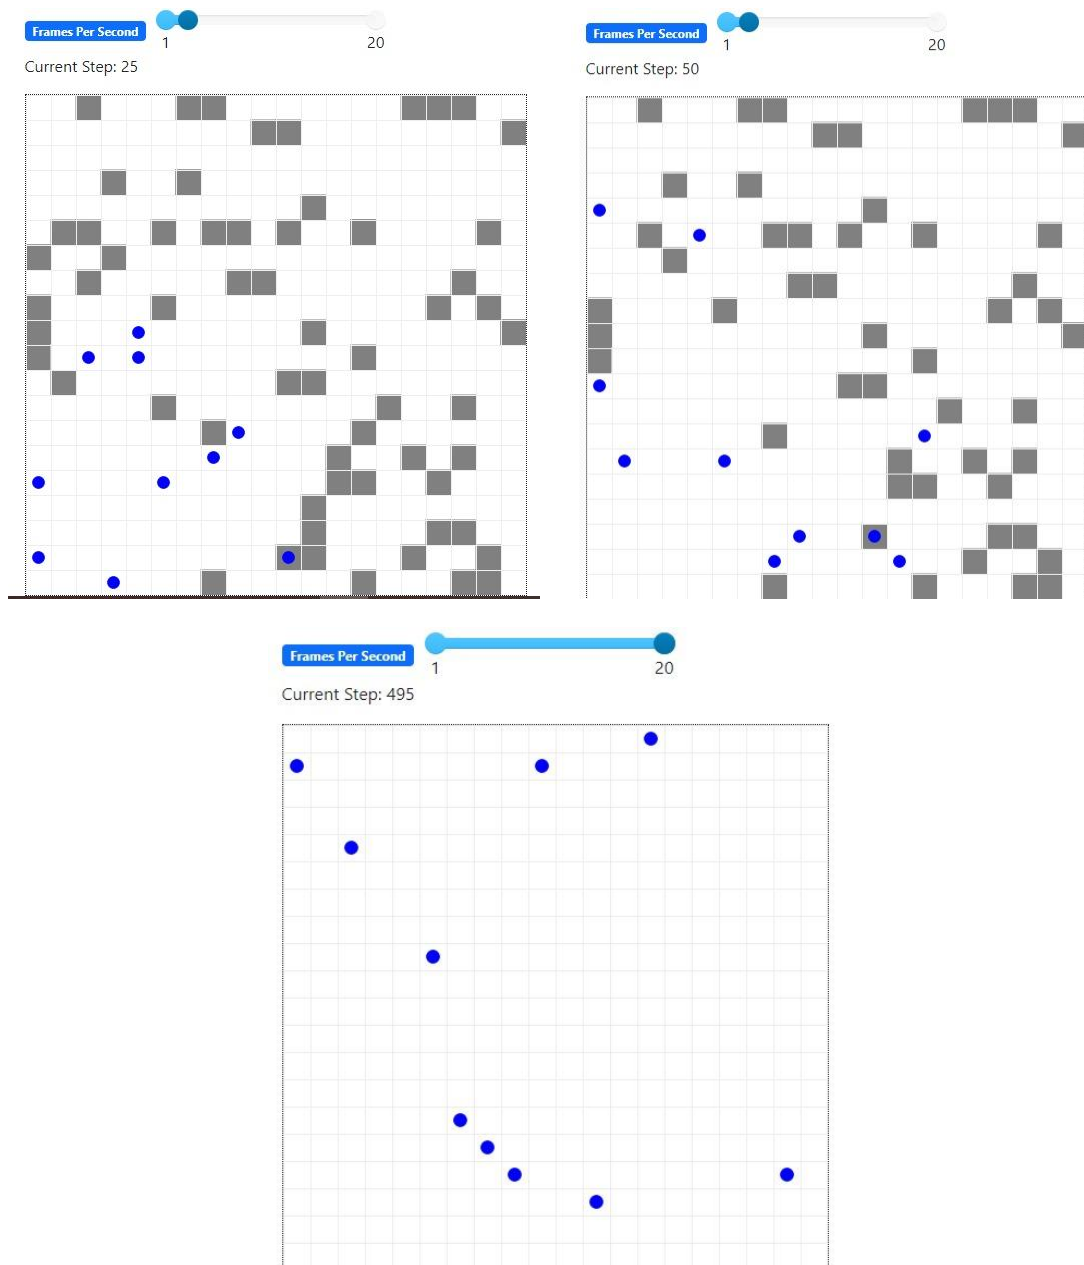 Frames Per Second
1 20
Current Step: 25
Frames Per Second
1 20
Current Step: 50
Frames Per Second
1 20
Current Step: 495